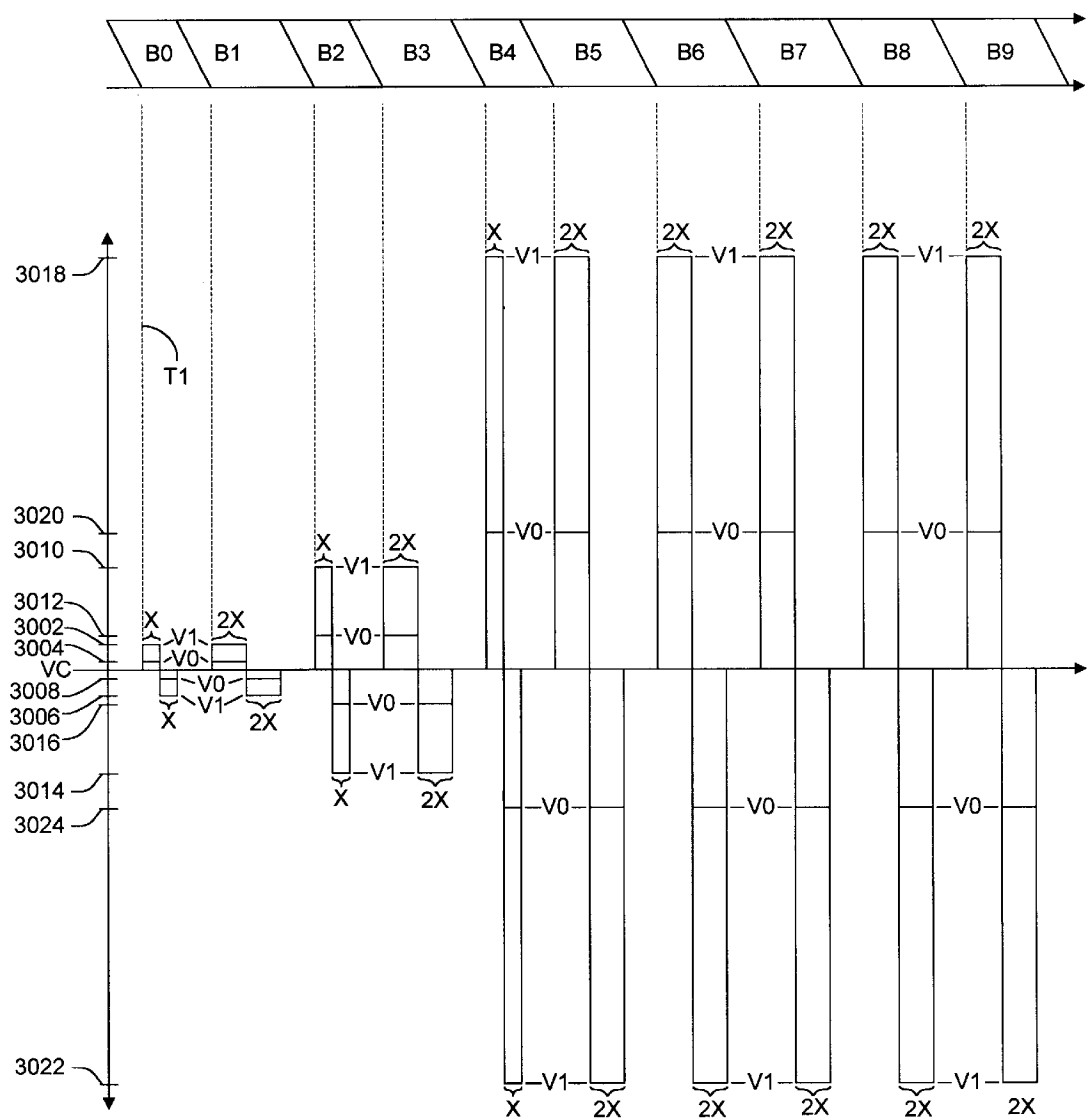 B0 B1 B2 B3 B4 B5 B6 B7 B8 B9
X 2X 2X 2X 2X 2X
3018 V1 V1 V1
T1
3020 V0 V0 V0
3010 X V1 2X
3012 V0
3002 X V1 2X
3004 V0
VC
3008 V0
3006 X V1 2X
3016 V0
3014 V1
X 2X
3024 V0 V0 V0
3022 V1 V1 V1
X 2X 2X 2X 2X 2X